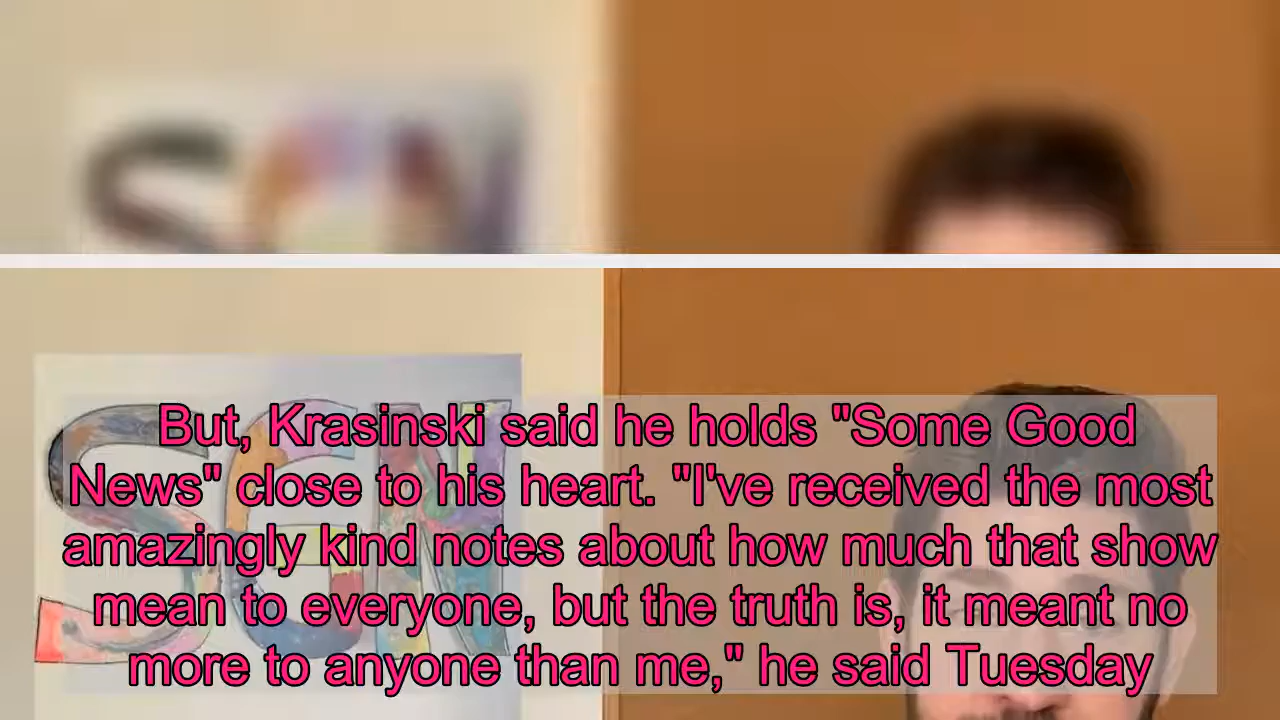 SGN
But, Krasinski said he holds "Some Good
News" close to his heart. "I've received the most
amazingly kind notes about how much that show
mean to everyone, but the truth is, it meant no
more to anyone than me," he said Tuesday